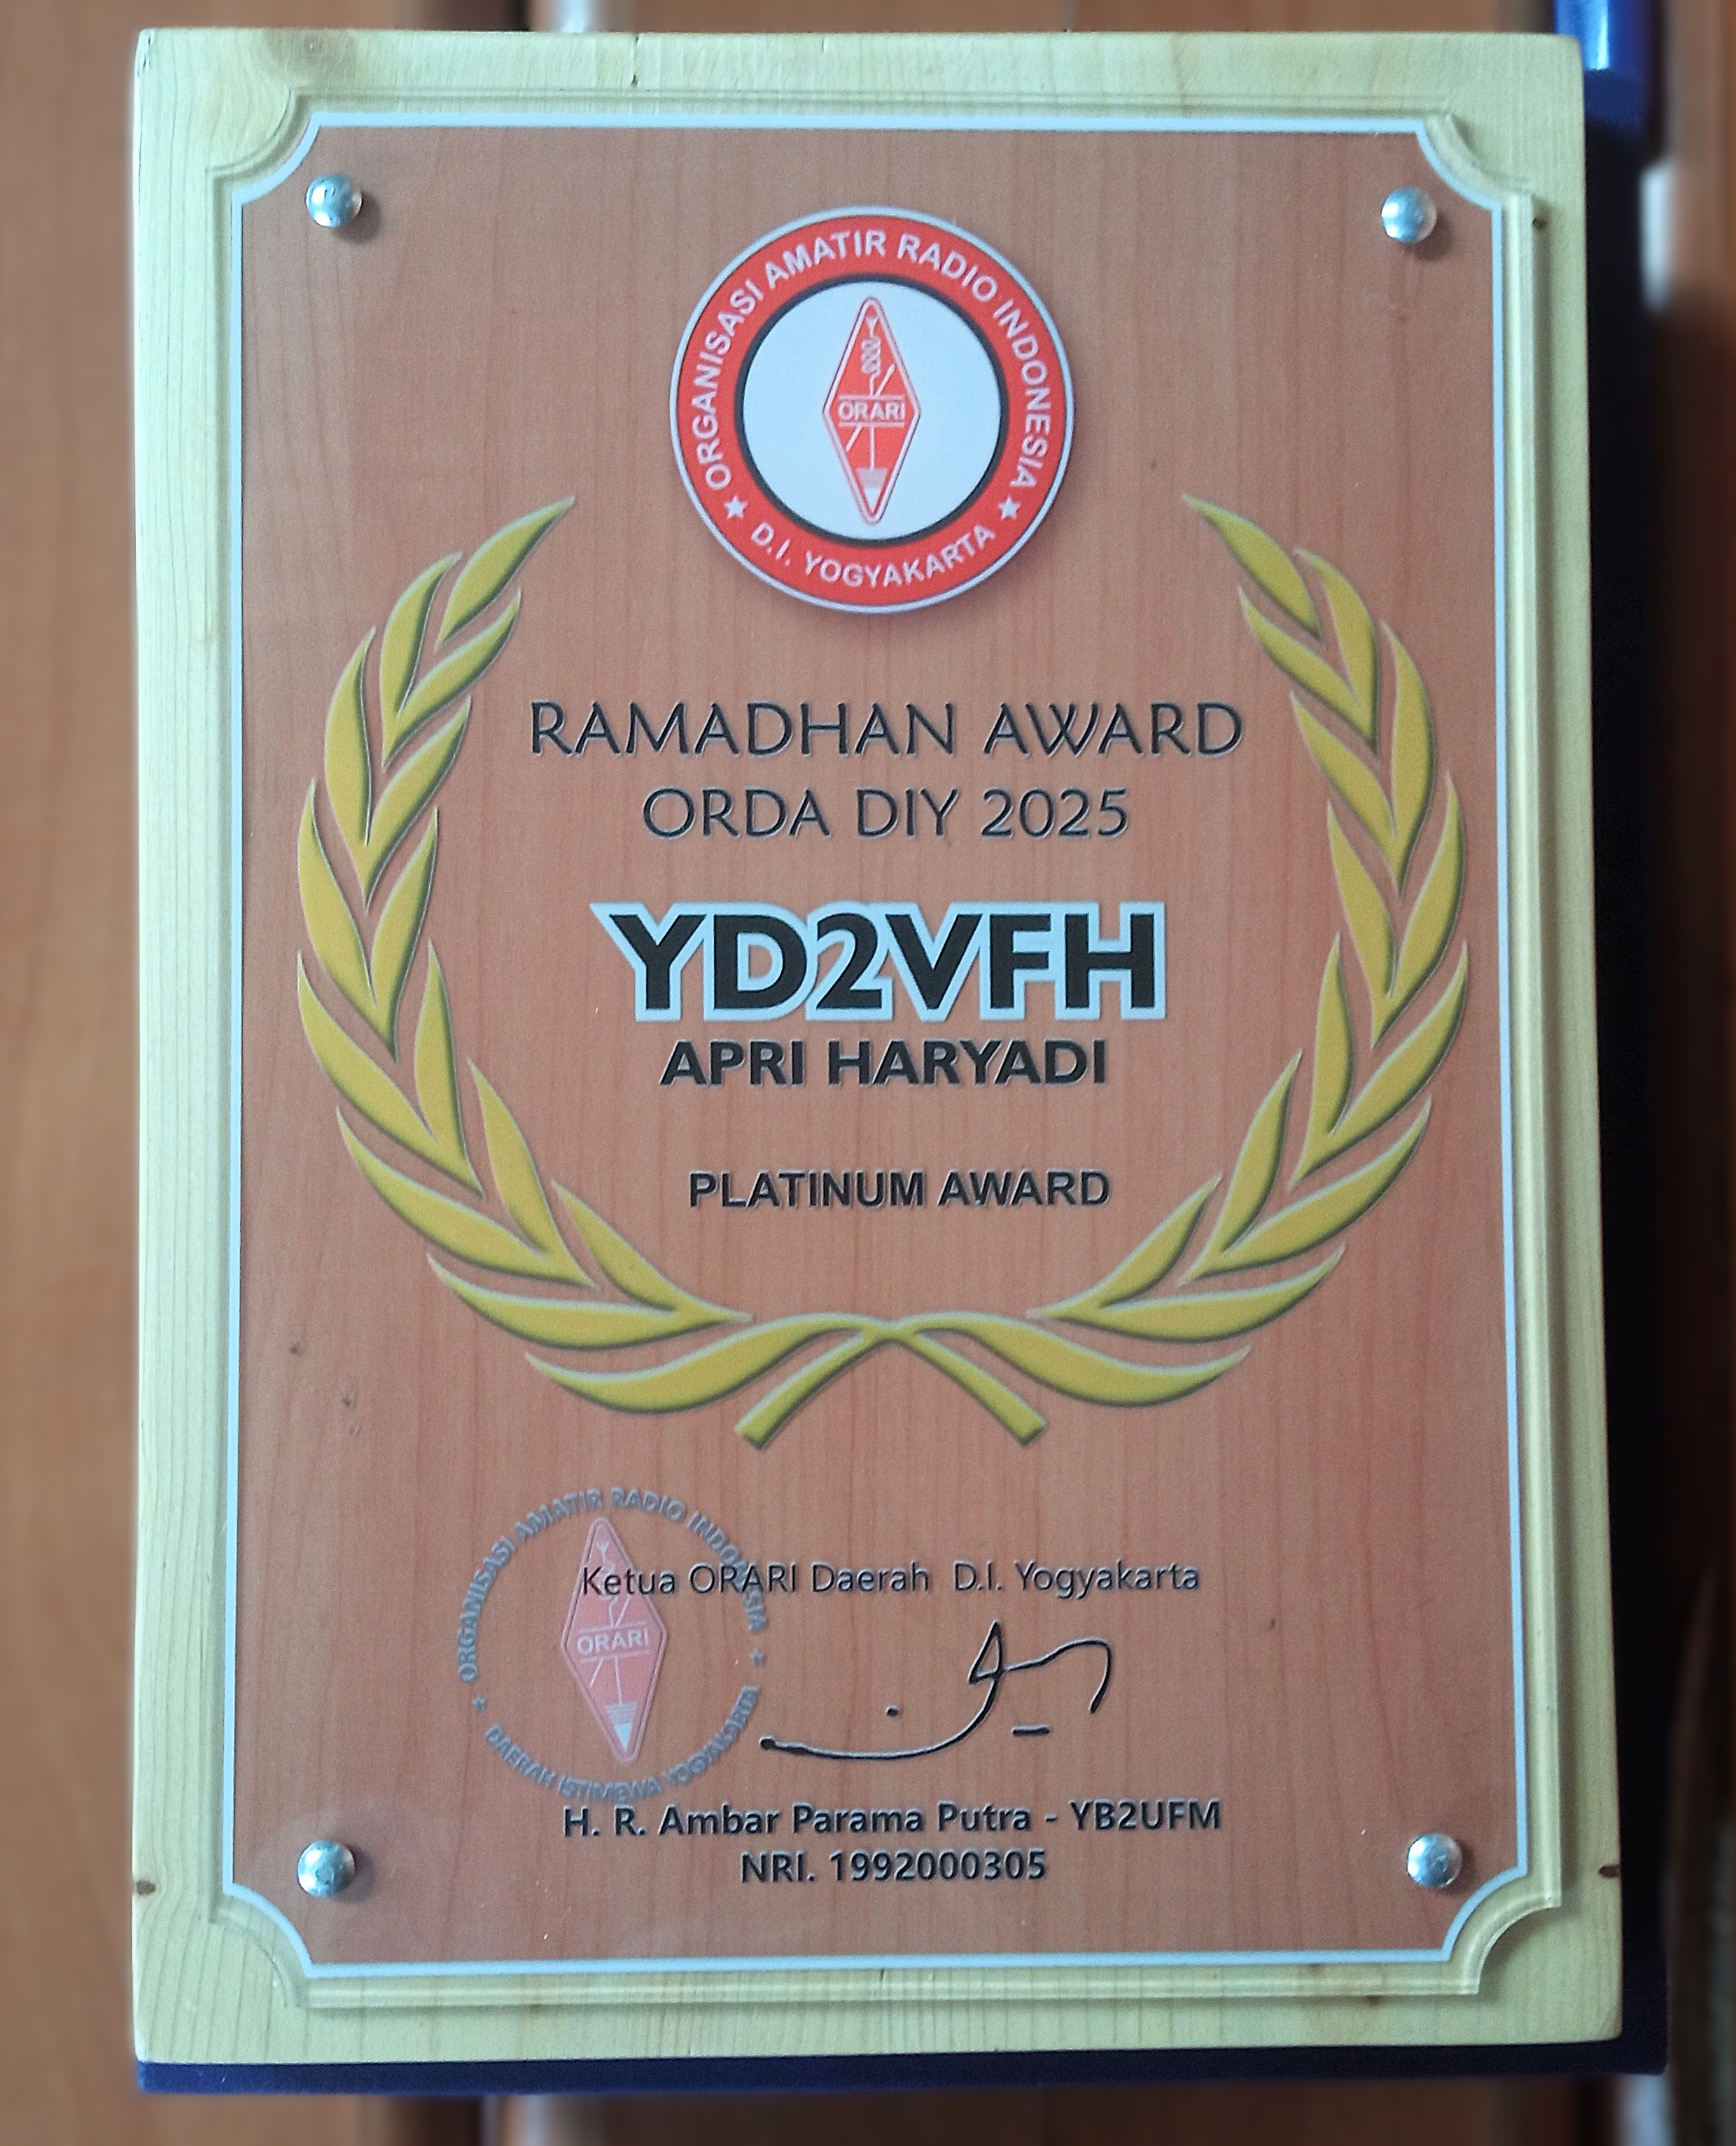 ORGANISASI AMATIR RADIO INDONESIA
ORARI
D.I. YOGYAKARTA
RAMADHAN AWARD
ORDA DIY 2025
YD2VFH
APRI HARYADI
PLATINUM AWARD
ORGANISASI AMATIR RADIO INDONESIA
Ketua ORARI Daerah D.I. Yogyakarta
ORARI
DAERAH ISTIMEWA YOGYAKARTA
H. R. Ambar Parama Putra - YB2UFM
NRI. 1992000305